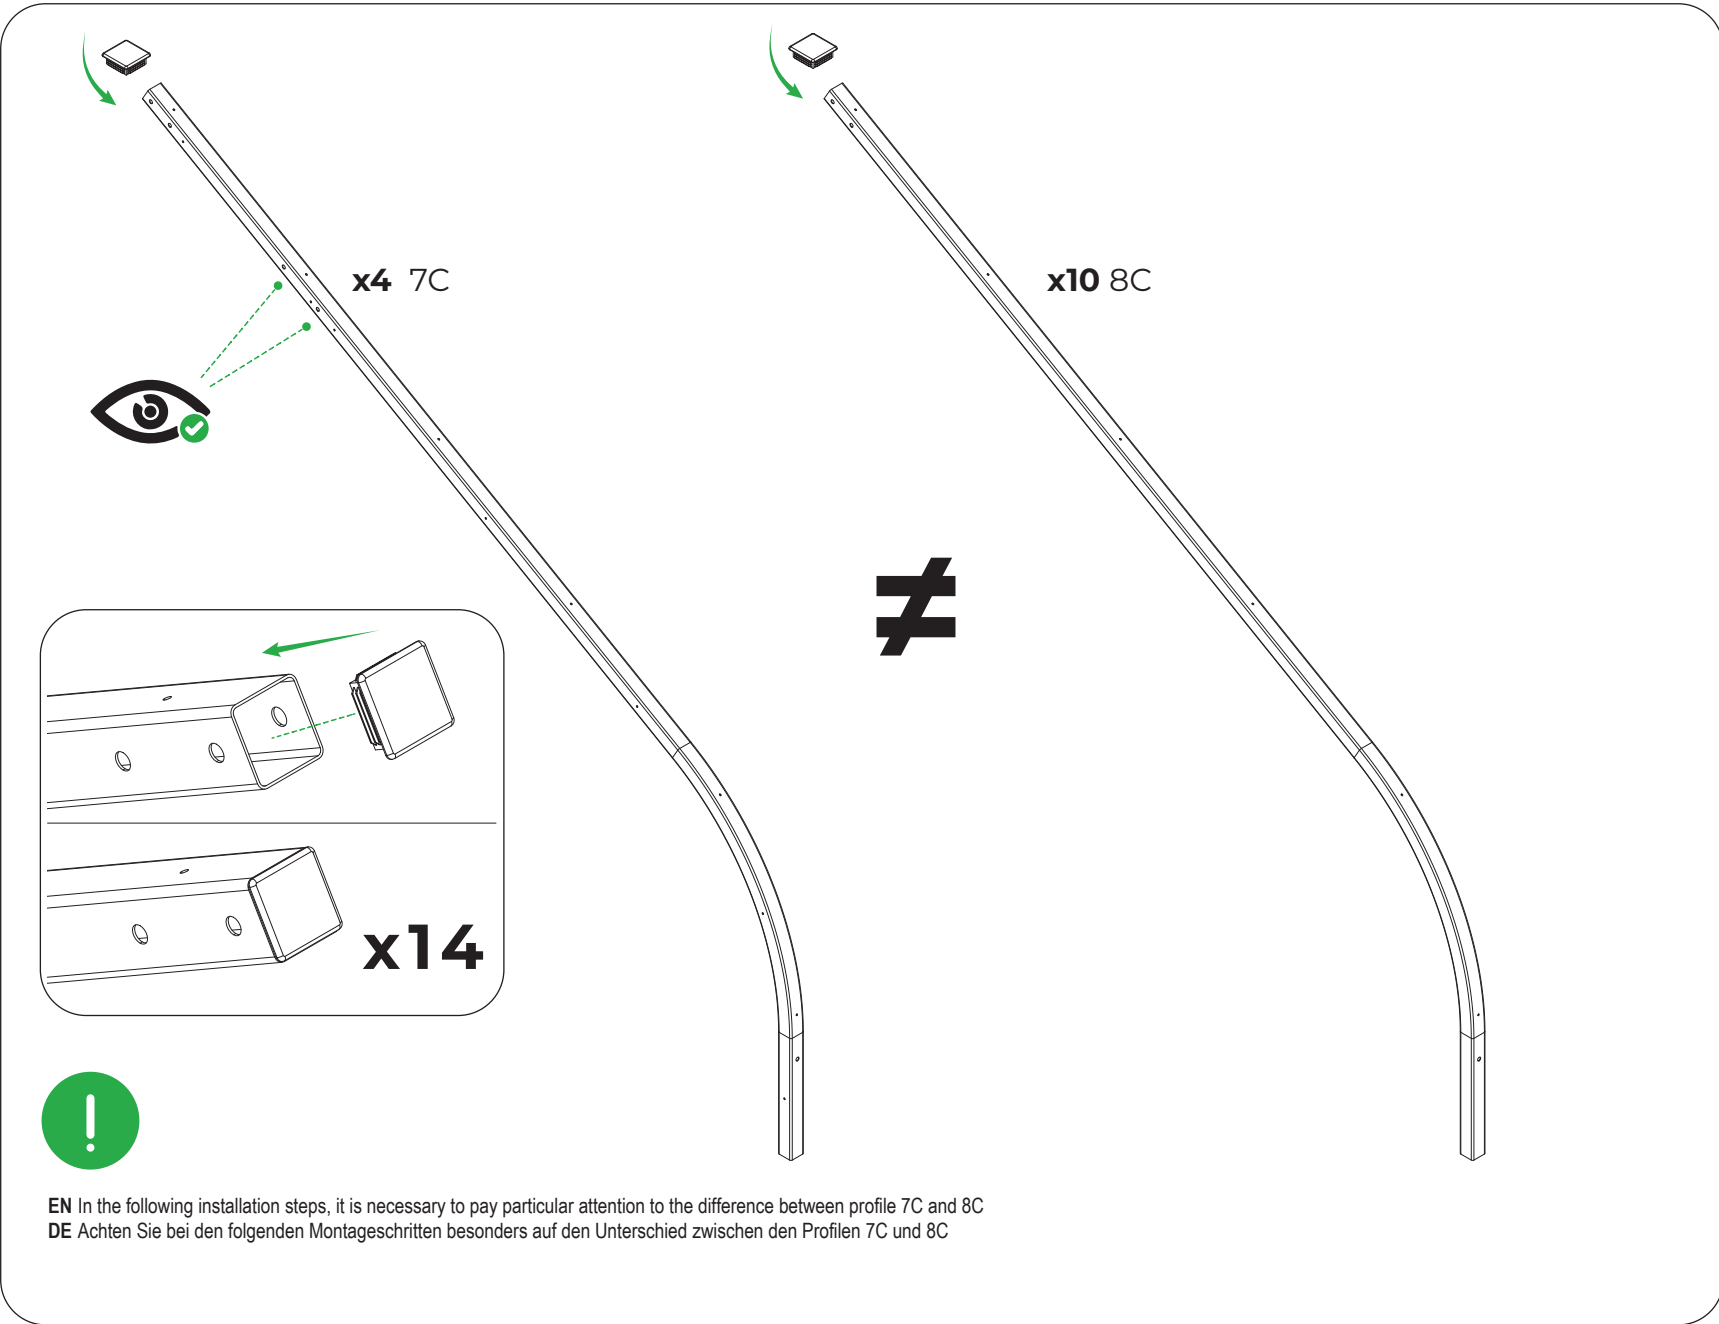 x4 7C
x10 8C
≠
x14
!
EN In the following installation steps, it is necessary to pay particular attention to the difference between profile 7C and 8C
DE Achten Sie bei den folgenden Montageschritten besonders auf den Unterschied zwischen den Profilen 7C und 8C